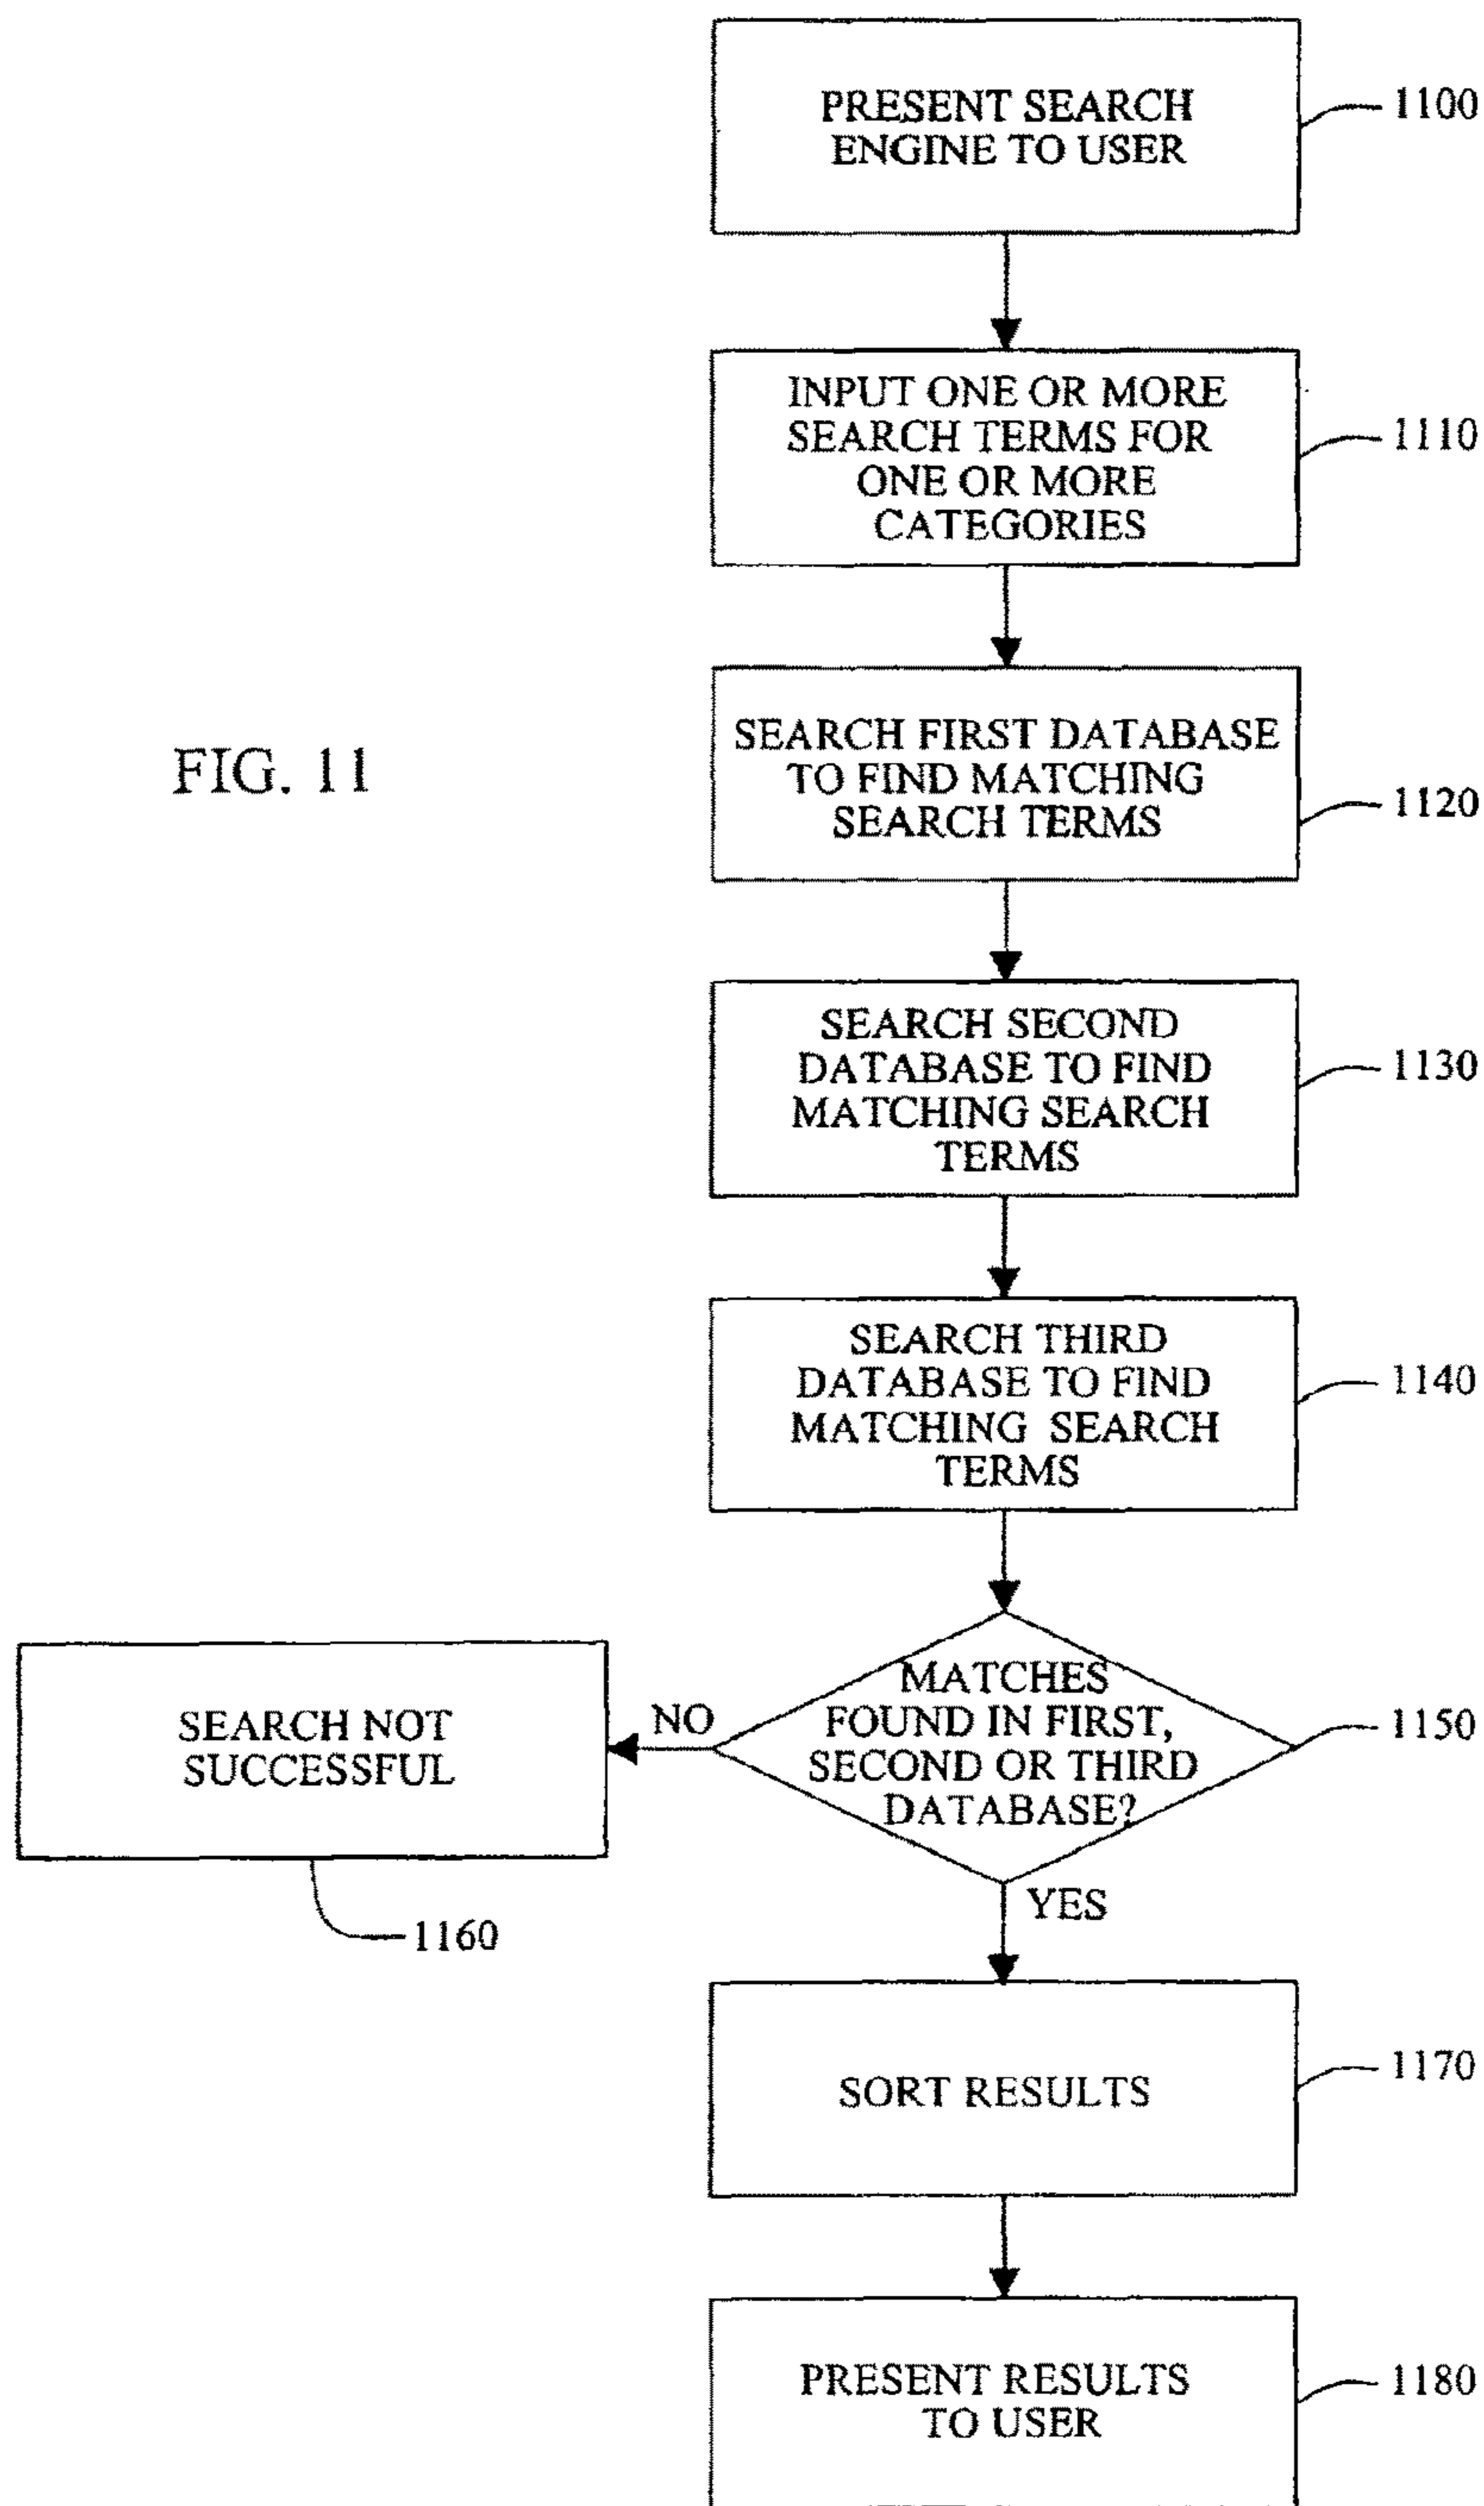 PRESENT SEARCH
ENGINE TO USER
1100
INPUT ONE OR MORE
SEARCH TERMS FOR
ONE OR MORE
CATEGORIES
1110
FIG. 11
SEARCH FIRST DATABASE
TO FIND MATCHING
SEARCH TERMS
1120
SEARCH SECOND
DATABASE TO FIND
MATCHING SEARCH
TERMS
1130
SEARCH THIRD
DATABASE TO FIND
MATCHING SEARCH
TERMS
1140
MATCHES
FOUND IN FIRST,
SECOND OR THIRD
DATABASE?
1150
NO
SEARCH NOT
SUCCESSFUL
1160
YES
SORT RESULTS
1170
PRESENT RESULTS
TO USER
1180